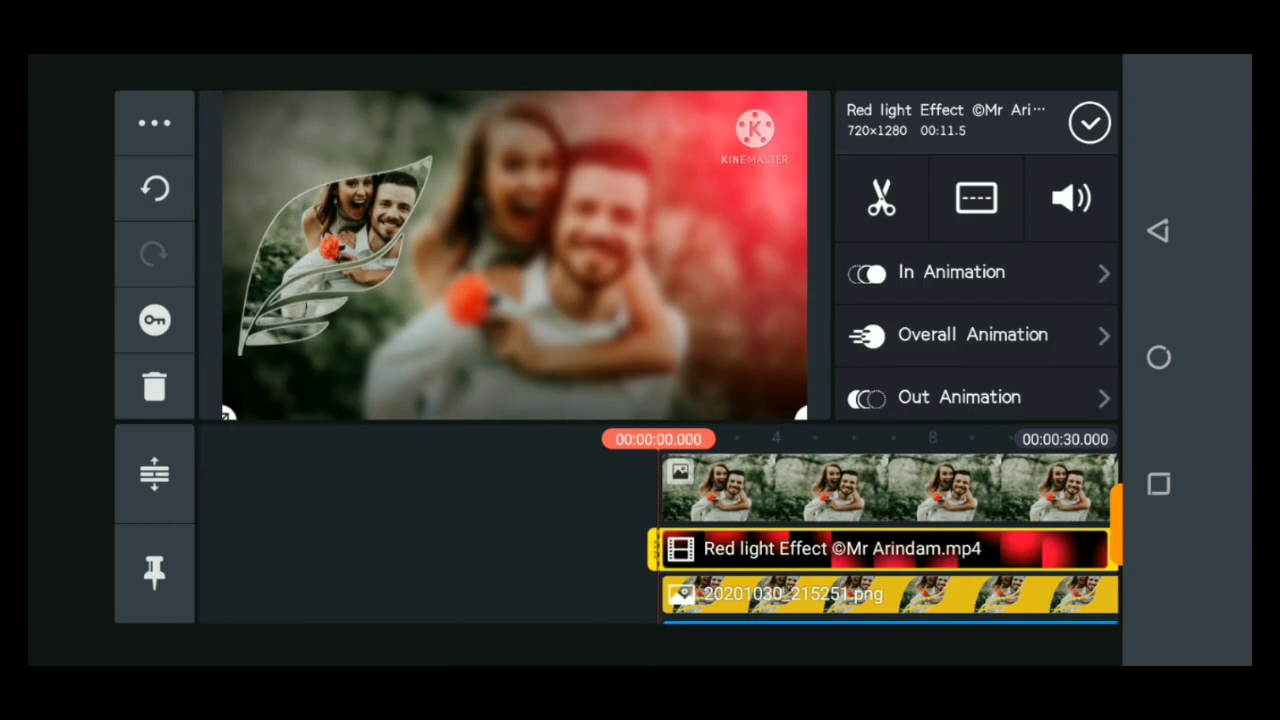 Red light Effect ©Mr Ari...
720×1280 00:11.5
KINEMASTER
In Animation
Overall Animation
Out Animation
00:00:00.000
4
8
00:00:30.000
Red light Effect ©Mr Arindam.mp4
20201030_215251.png